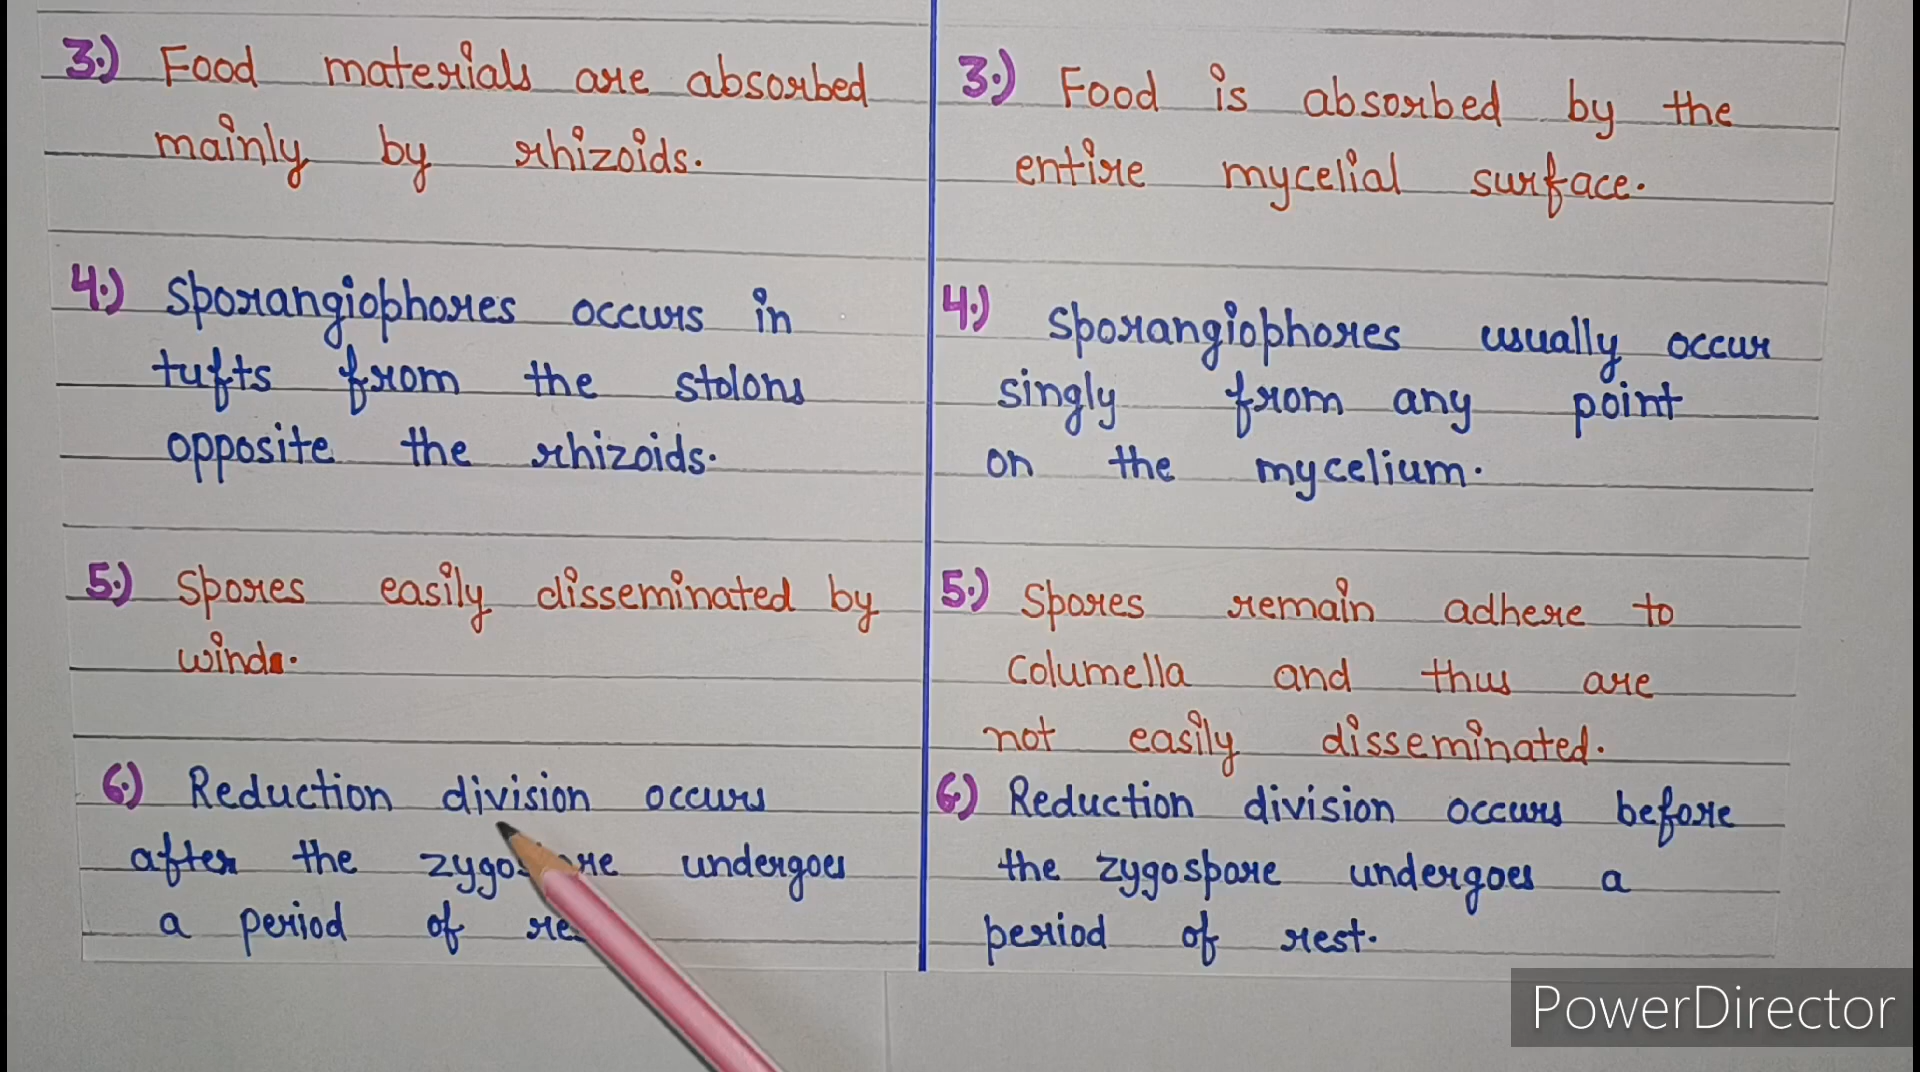 3.) Food materials are absorbed
mainly by rhizoids.
4.) Sporangiophores occurs in
tufts from the stolons
opposite the rhizoids.
5.) Spores easily disseminated by
wind.
6.) Reduction division occurs
after the undergoes
a period of
3.) Food is absorbed by the
entire mycelial surface.
4.) Sporangiophores usually occur
singly from any point
on the mycelium.
5.) Spores remain adhere to
columella and thus are
not easily disseminated.
6) Reduction division occurs before
the zygospore undergoes a
period of rest.
PowerDirector